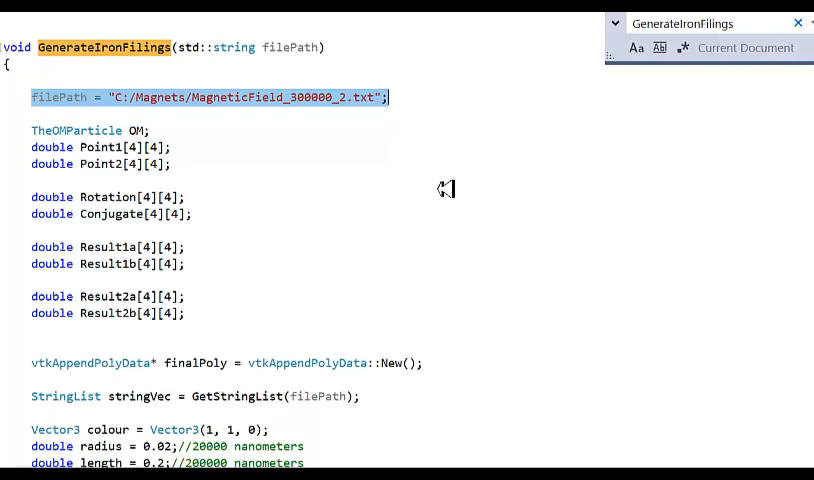 GenerateIronFilings
Aa Abl .* Current Document
void GenerateIronFilings(std::string filePath)
{
filePath = "C:/Magnets/MagneticField_300000_2.txt";
TheOMParticle OM;
double Point1[4][4];
double Point2[4][4];
double Rotation[4][4];
double Conjugate[4][4];
double Result1a[4][4];
double Result1b[4][4];
double Result2a[4][4];
double Result2b[4][4];
vtkAppendPolyData* finalPoly = vtkAppendPolyData::New();
StringList stringVec = GetStringList(filePath);
Vector3 colour = Vector3(1, 1, 0);
double radius = 0.02;//20000 nanometers
double length = 0.2;//200000 nanometers